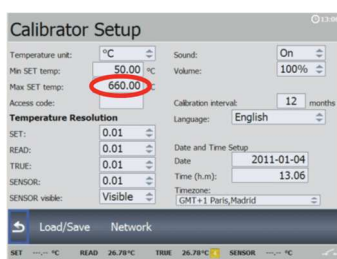 Calibrator Setup
13:06
Temperature unit: °C
Min SET temp: 50.00 °C
Max SET temp: 660.00 °C
Access code:
Temperature Resolution
SET: 0.01
READ: 0.01
TRUE: 0.01
SENSOR: 0.01
SENSOR visible: Visible
Sound: On
Volume: 100%
Calibration interval: 12 months
Language: English
Date and Time Setup
Date 2011-01-04
Time (h.m): 13.06
Timezone:
GMT+1 Paris,Madrid
Load/Save Network
SET ---.-- °C READ 26.78°C TRUE 26.78°C SENSOR ---.-- °C